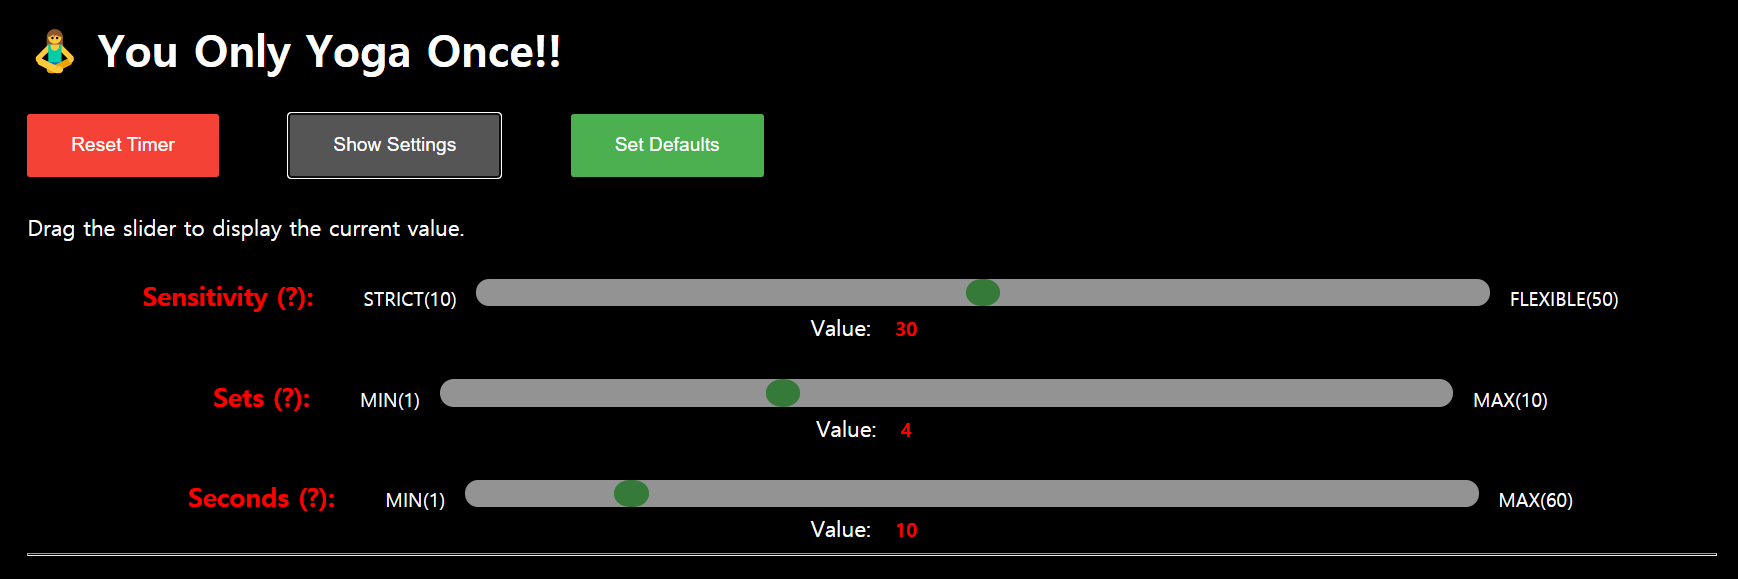 You Only Yoga Once!!
Reset Timer Show Settings Set Defaults
Drag the slider to display the current value.
Sensitivity (?): STRICT(10) FLEXIBLE(50)
Value: 30
Sets (?): MIN(1) MAX(10)
Value: 4
Seconds (?): MIN(1) MAX(60)
Value: 10